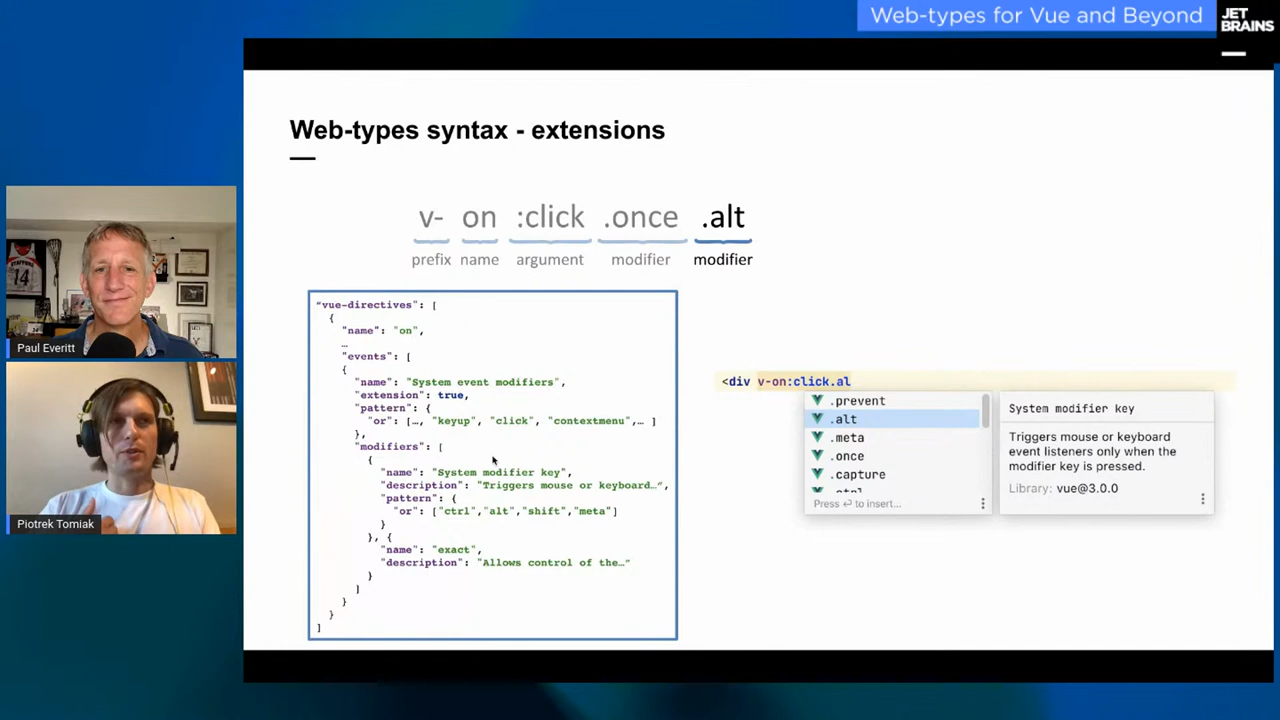 Web-types for Vue and Beyond
JET
BRAINS
Web-types syntax - extensions
v- on :click .once .alt
prefix name argument modifier modifier
"vue-directives": [
{
"name": "on",
…
"events": [
{
"name": "System event modifiers",
"extension": true,
"pattern": {
"or": […, "keyup", "click", "contextmenu",… ]
},
"modifiers": [
{
"name": "System modifier key",
"description": "Triggers mouse or keyboard…",
"pattern": {
"or": ["ctrl","alt","shift","meta"]
}
}, {
"name": "exact",
"description": "Allows control of the…"
}
]
}
}
]
<div v-on:click.al
.prevent
.alt
.meta
.once
.capture
Press ↵ to insert...
System modifier key
Triggers mouse or keyboard
event listeners only when the
modifier key is pressed.
Library: vue@3.0.0
14
Paul Everitt
Piotrek Tomiak